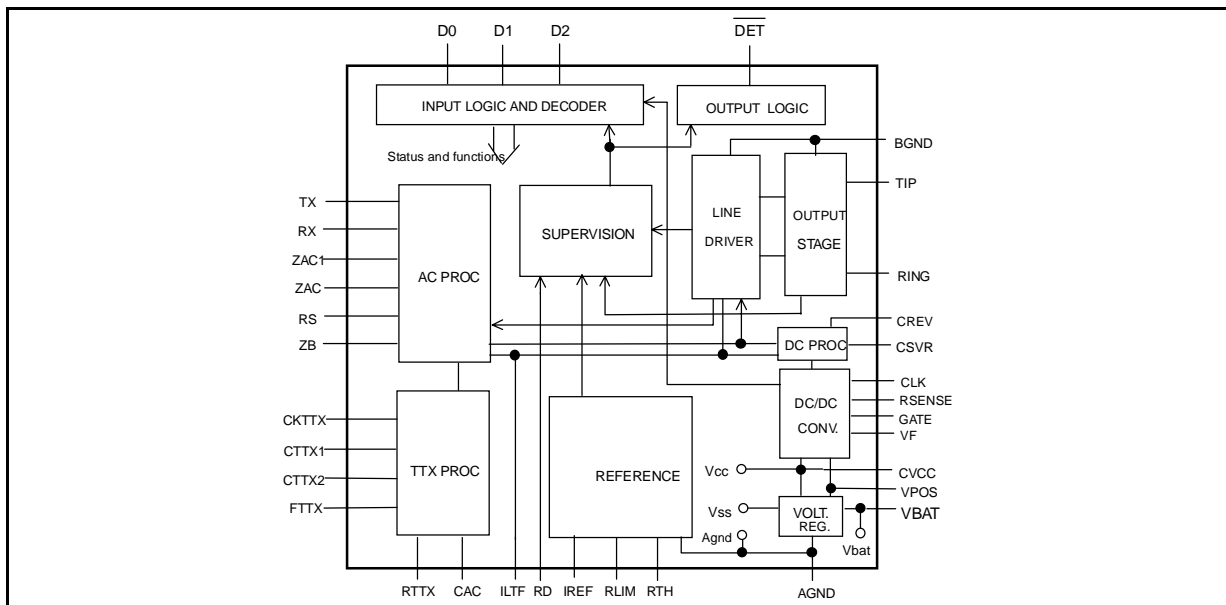 D0
D1
D2
DET
INPUT LOGIC AND DECODER
OUTPUT LOGIC
Status and functions
BGND
TIP
RING
CREV
CSVR
CLK
RSENSE
GATE
VF
CVCC
VPOS
VBAT
TX
RX
ZAC1
ZAC
RS
ZB
AC PROC
SUPERVISION
LINE
DRIVER
OUTPUT
STAGE
DC PROC
DC/DC
CONV.
CKTTX
CTTX1
CTTX2
FTTX
TTX PROC
REFERENCE
Vcc
Vss
Agnd
VOLT.
REG.
Vbat
RTTX
CAC
ILTF
RD
IREF
RLIM
RTH
AGND